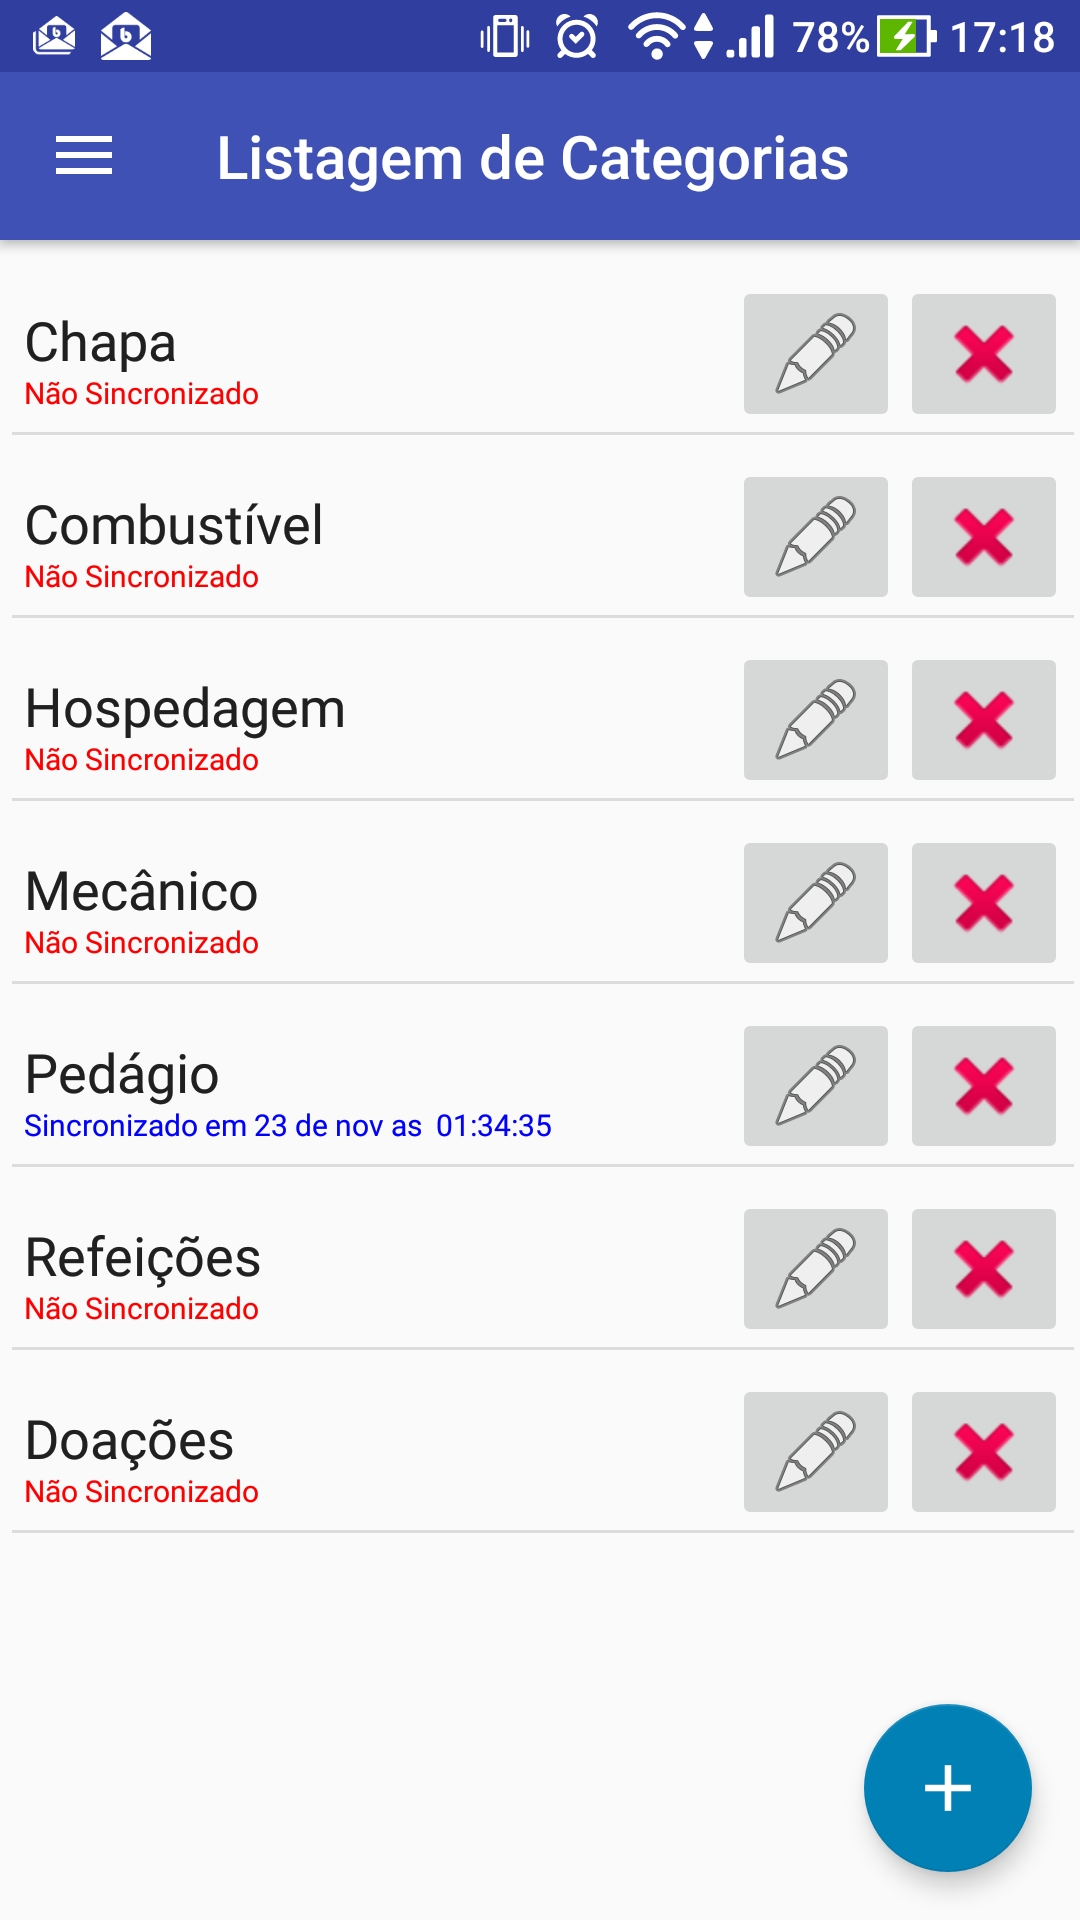 78% 17:18
Listagem de Categorias
Chapa
Não Sincronizado
Combustível
Não Sincronizado
Hospedagem
Não Sincronizado
Mecânico
Não Sincronizado
Pedágio
Sincronizado em 23 de nov as  01:34:35
Refeições
Não Sincronizado
Doações
Não Sincronizado